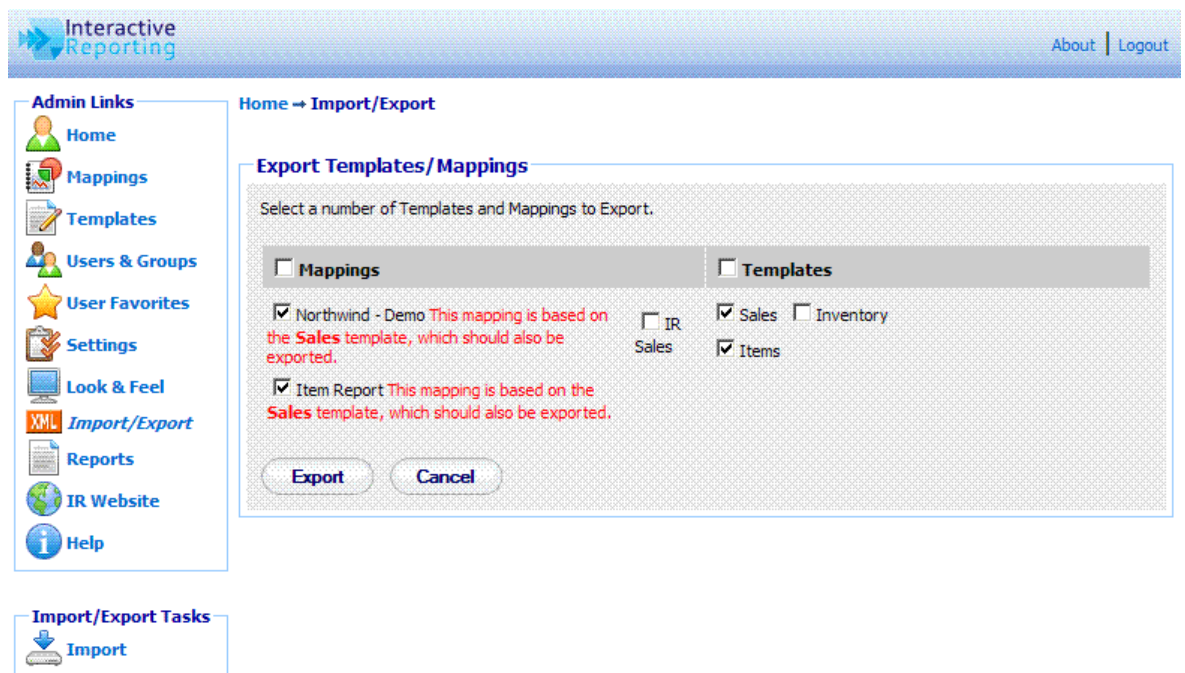 Interactive
Reporting
About | Logout
Admin Links
Home
Mappings
Templates
Users & Groups
User Favorites
Settings
Look & Feel
XML Import/Export
Reports
IR Website
Help
Import/Export Tasks
Import
Home → Import/Export
Export Templates/Mappings
Select a number of Templates and Mappings to Export.
Mappings
Northwind - Demo This mapping is based on
the Sales template, which should also be
exported.
IR
Sales
Item Report This mapping is based on the
Sales template, which should also be exported.
Templates
Sales Inventory
Items
Export Cancel